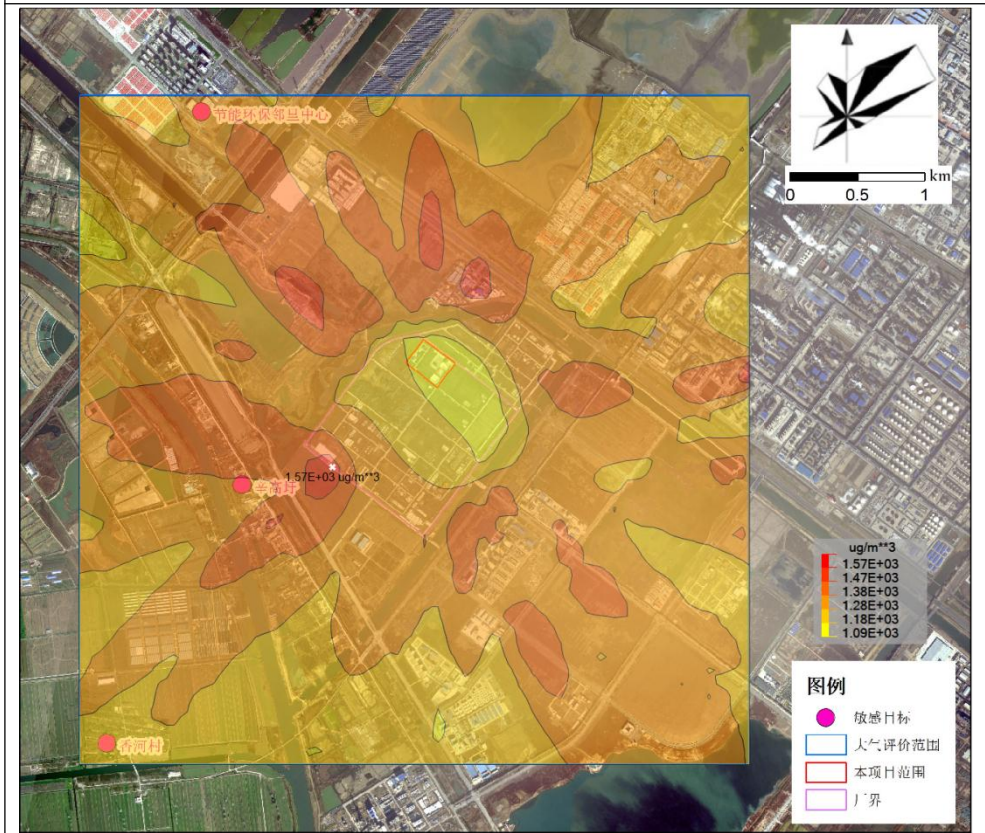 节能环保邻里中心
km
0 0.5 1
1.57E+03 ug/m**3
辛高圩
ug/m**3
1.57E+03
1.47E+03
1.38E+03
1.28E+03
1.18E+03
1.09E+03
香河村
图例
敏感目标
大气评价范围
本项目范围
厂界